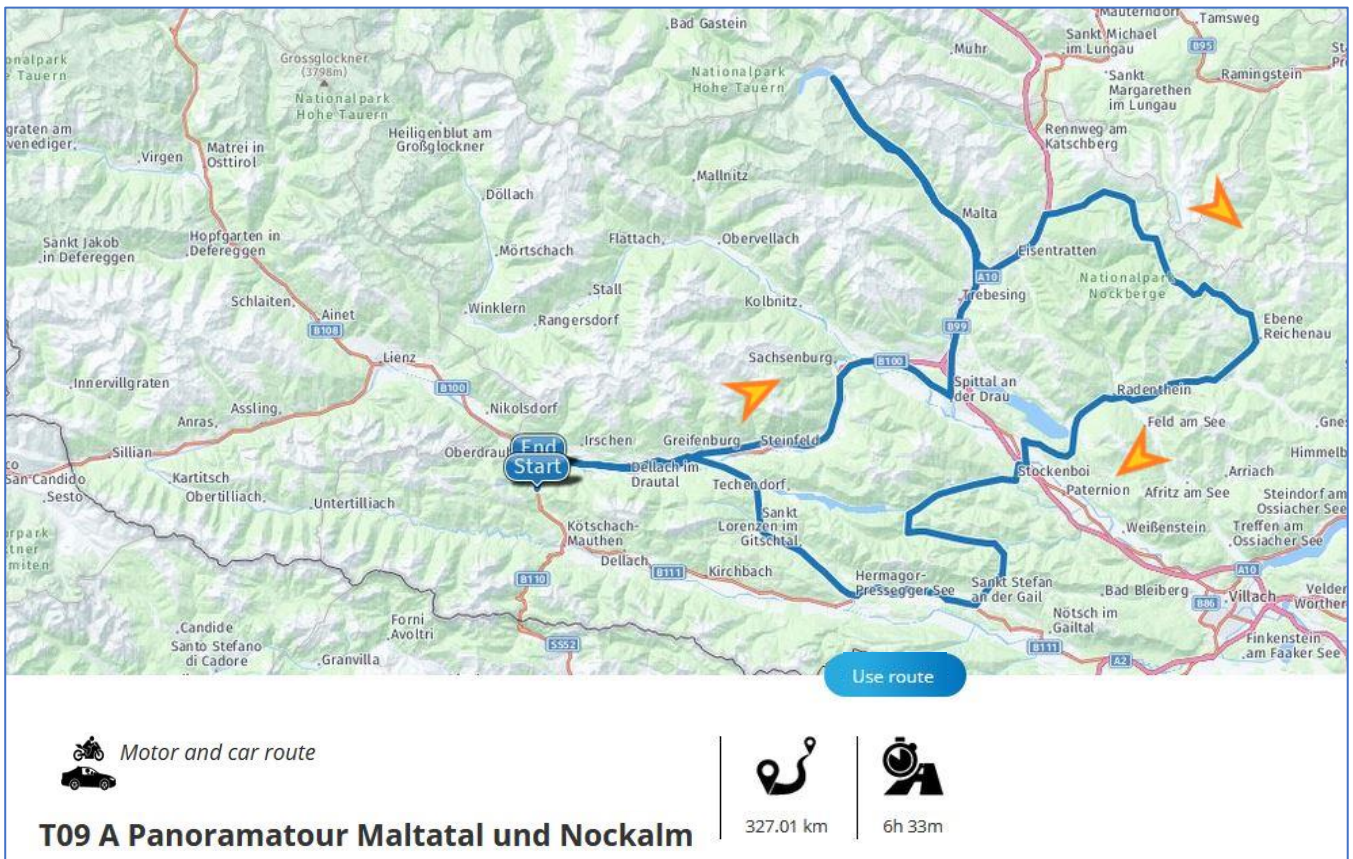 Bad Gastein
Mauterndorf
Tamsweg
Grossglockner
(3798m)
Muhr
Sankt Michael
im Lungau
B95
Nationalpark
Hohe Tauern
Nationalpark
Hohe Tauern
Sankt
Margarethen
im Lungau
Ramingstein
Heiligenblut am
Großglockner
Rennweg am
Katschberg
Virgen
Matrei in
Osttirol
Mallnitz
Döllach
Malta
Sankt Jakob
in Defereggen
Hopfgarten in
Defereggen
Mörtschach
Flattach
Obervellach
Eisentratten
A10
Nationalpark
Nockberge
Schlaiten
Ainet
Stall
Kolbnitz
Trebesing
Winklern
Rangersdorf
B108
B99
Ebene
Reichenau
Lienz
Sachsenburg
B100
Innervillgraten
B100
Spittal an
der Drau
Radenthein
Assling
Nikolsdorf
Feld am See
Anras
Irschen
Greifenburg
Steinfeld
Sillian
End
Start
Dellach im
Drautal
Stockenboi
Arriach
San Candido
Sesto
Kartitsch
Obertilliach
Untertilliach
Techendorf
Paternion
Afritz am See
Steindorf am
Ossiacher See
Sankt
Lorenzen im
Gitschtal
Kötschach-
Mauthen
Weißenstein
Treffen am
Ossiacher See
Dellach
B111
Kirchbach
Hermagor-
Pressegger See
Sankt Stefan
an der Gail
A10
B110
Bad Bleiberg
Villach
B86
Nötsch im
Gailtal
Candide
Forni
Avoltri
Santo Stefano
di Cadore
Granvilla
SS52
B111
A2
Finkenstein
am Faaker See
Use route
Motor and car route
327.01 km
6h 33m
T09 A Panoramatour Maltatal und Nockalm